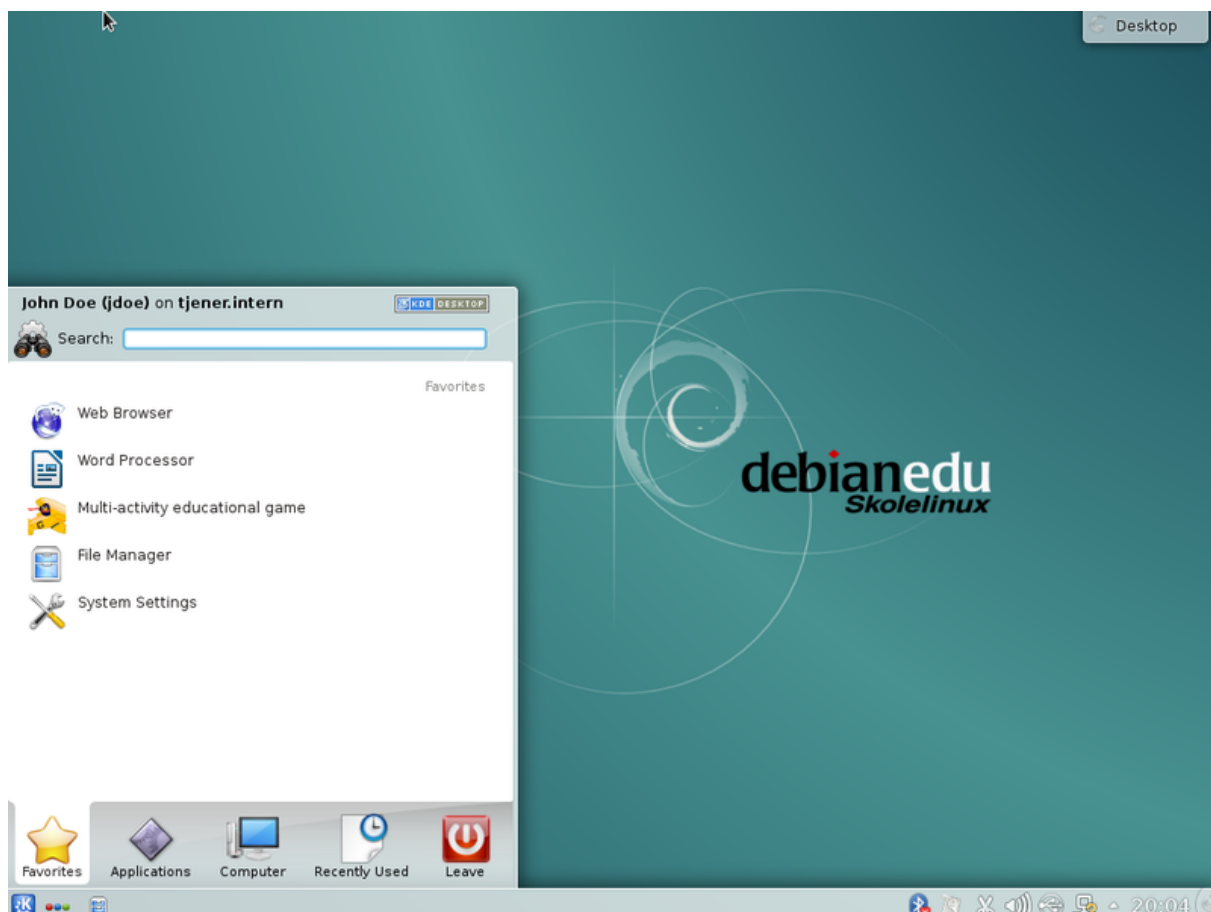 Desktop
John Doe (jdoe) on tjener.intern
KDE DESKTOP
Search:
Favorites
Web Browser
Word Processor
Multi-activity educational game
File Manager
System Settings
debianedu
Skolelinux
Favorites
Applications
Computer
Recently Used
Leave
20:04